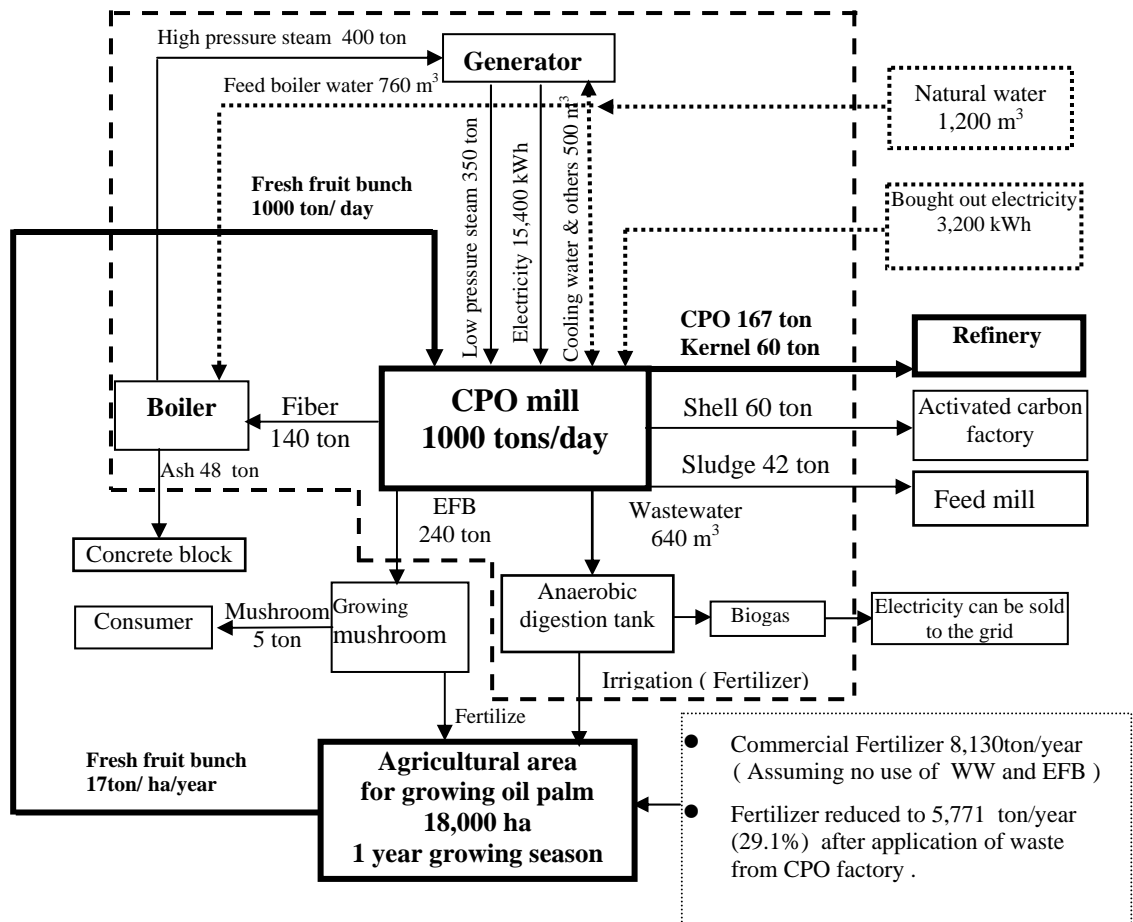 High pressure steam  400 ton
Generator
Feed boiler water 760 m³
Natural water
1,200 m³
Low pressure steam 350 ton
Electricity 15,400 kWh
Cooling water & others 500 m³
Fresh fruit bunch
1000 ton/ day
Bought out electricity
3,200 kWh
CPO 167 ton
Kernel 60 ton
Refinery
Boiler
Fiber
140 ton
CPO mill
1000 tons/day
Shell 60 ton
Activated carbon
factory
Ash 48  ton
Sludge 42 ton
Feed mill
EFB
240 ton
Wastewater
640 m³
Concrete block
Consumer
Mushroom
5 ton
Growing
mushroom
Anaerobic
digestion tank
Biogas
Electricity can be sold
to the grid
Irrigation ( Fertilizer)
Fertilize
Fresh fruit bunch
17ton/ ha/year
Agricultural area
for growing oil palm
18,000 ha
1 year growing season
● Commercial Fertilizer 8,130ton/year
( Assuming no use of  WW and EFB )
● Fertilizer reduced to 5,771  ton/year
(29.1%)  after application of waste
from CPO factory .